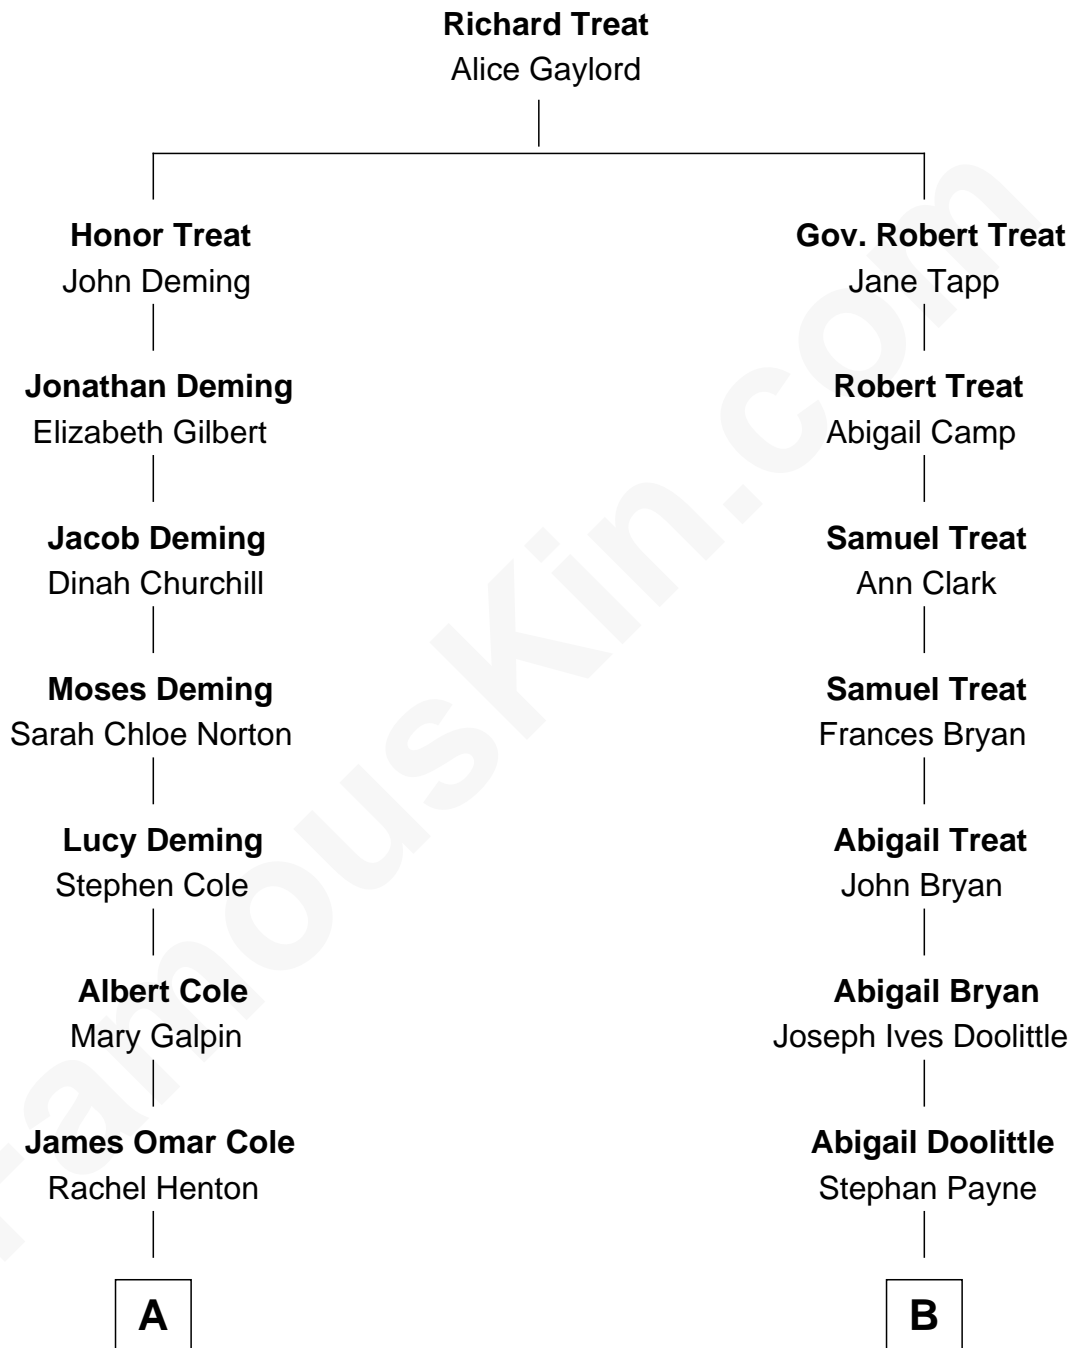 Richard Treat
Alice Gaylord
Honor Treat
John Deming
Gov. Robert Treat
Jane Tapp
Jonathan Deming
Elizabeth Gilbert
Robert Treat
Abigail Camp
Jacob Deming
Dinah Churchill
Samuel Treat
Ann Clark
Moses Deming
Sarah Chloe Norton
Samuel Treat
Frances Bryan
Lucy Deming
Stephen Cole
Abigail Treat
John Bryan
Albert Cole
Mary Galpin
Abigail Bryan
Joseph Ives Doolittle
James Omar Cole
Rachel Henton
Abigail Doolittle
Stephan Payne
A
B
FamousKin.com